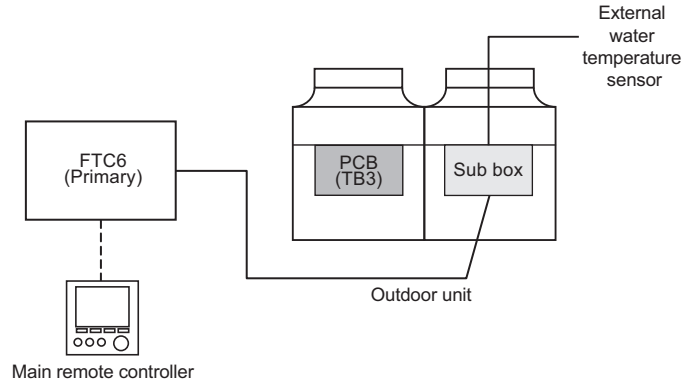 External
water
temperature
sensor
FTC6
(Primary)
PCB
(TB3)
Sub box
Outdoor unit
Main remote controller